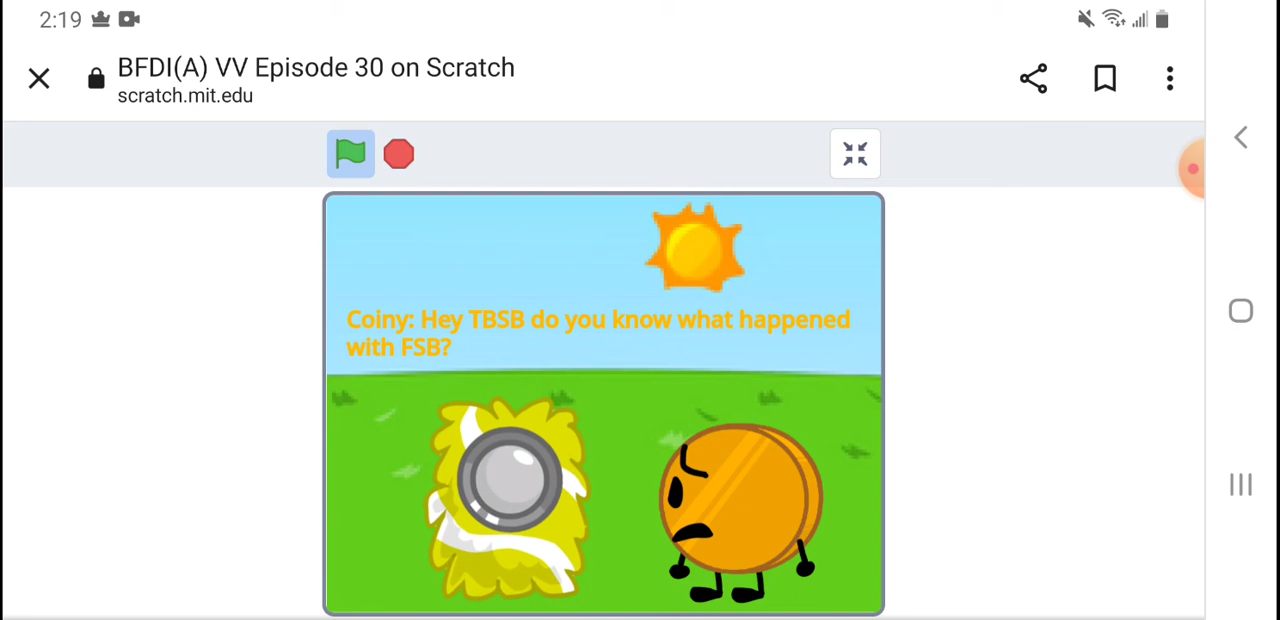 2:19
BFDI(A) VV Episode 30 on Scratch
scratch.mit.edu
Coiny: Hey TBSB do you know what happened
with FSB?